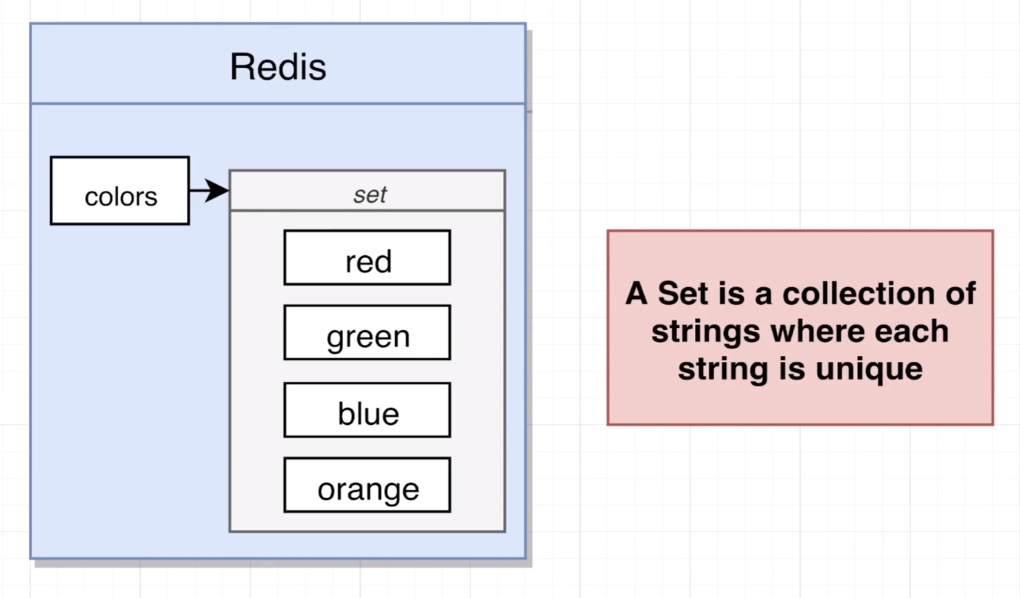 Redis
colors
set
red
green
blue
orange
A Set is a collection of
strings where each
string is unique